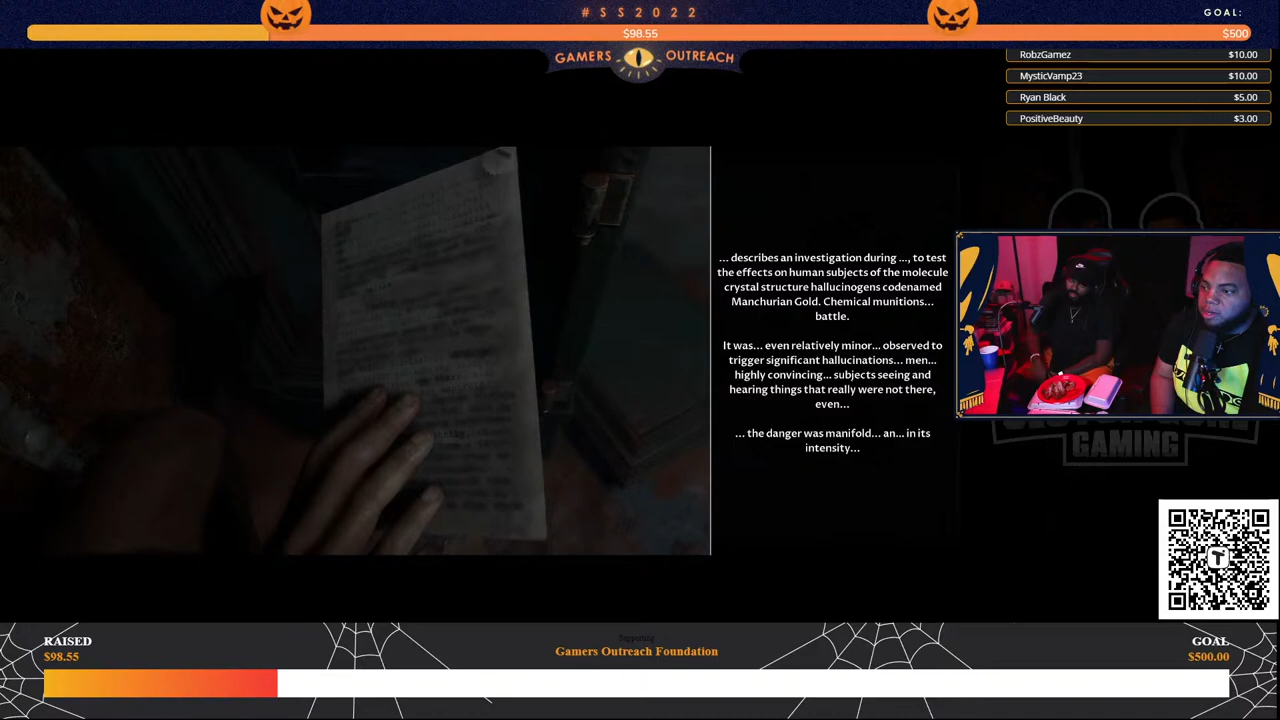 #SS2022
GOAL:
$98.55
$500
GAMERS OUTREACH
RobzGamez $10.00
MysticVamp23 $10.00
Ryan Black $5.00
PositiveBeauty $3.00
... describes an investigation during ..., to test
the effects on human subjects of the molecule
crystal structure hallucinogens codenamed
Manchurian Gold. Chemical munitions...
battle.
It was... even relatively minor... observed to
trigger significant hallucinations... men...
highly convincing... subjects seeing and
hearing things that really were not there,
even...
... the danger was manifold... an... in its
intensity...
GAMING
T
RAISED
$98.55
Supporting
Gamers Outreach Foundation
GOAL
$500.00